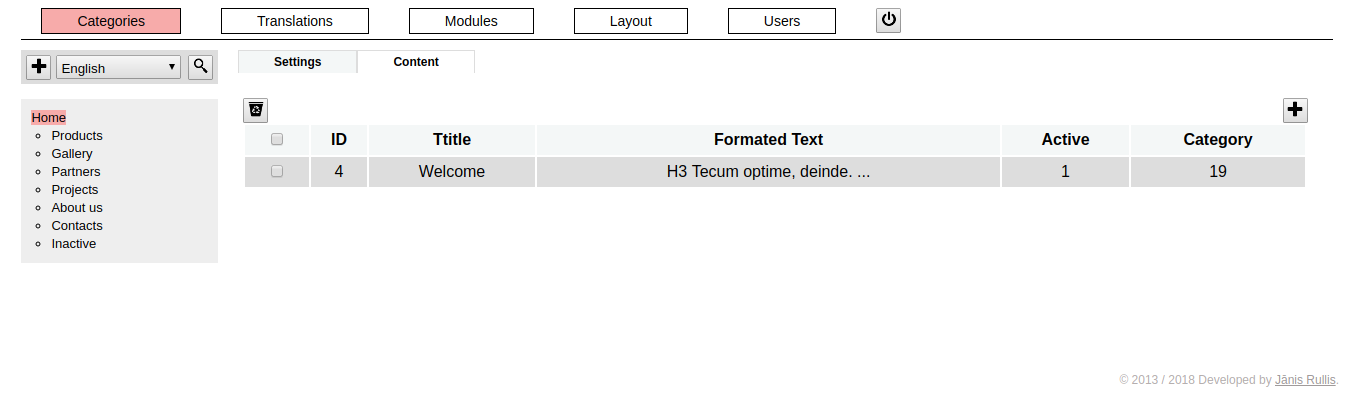 Categories Translations Modules Layout Users
English
Settings Content
Home
Products
Gallery
Partners
Projects
About us
Contacts
Inactive
ID Ttitle Formated Text Active Category
4 Welcome H3 Tecum optime, deinde. ... 1 19
© 2013 / 2018 Developed by Jānis Rullis.